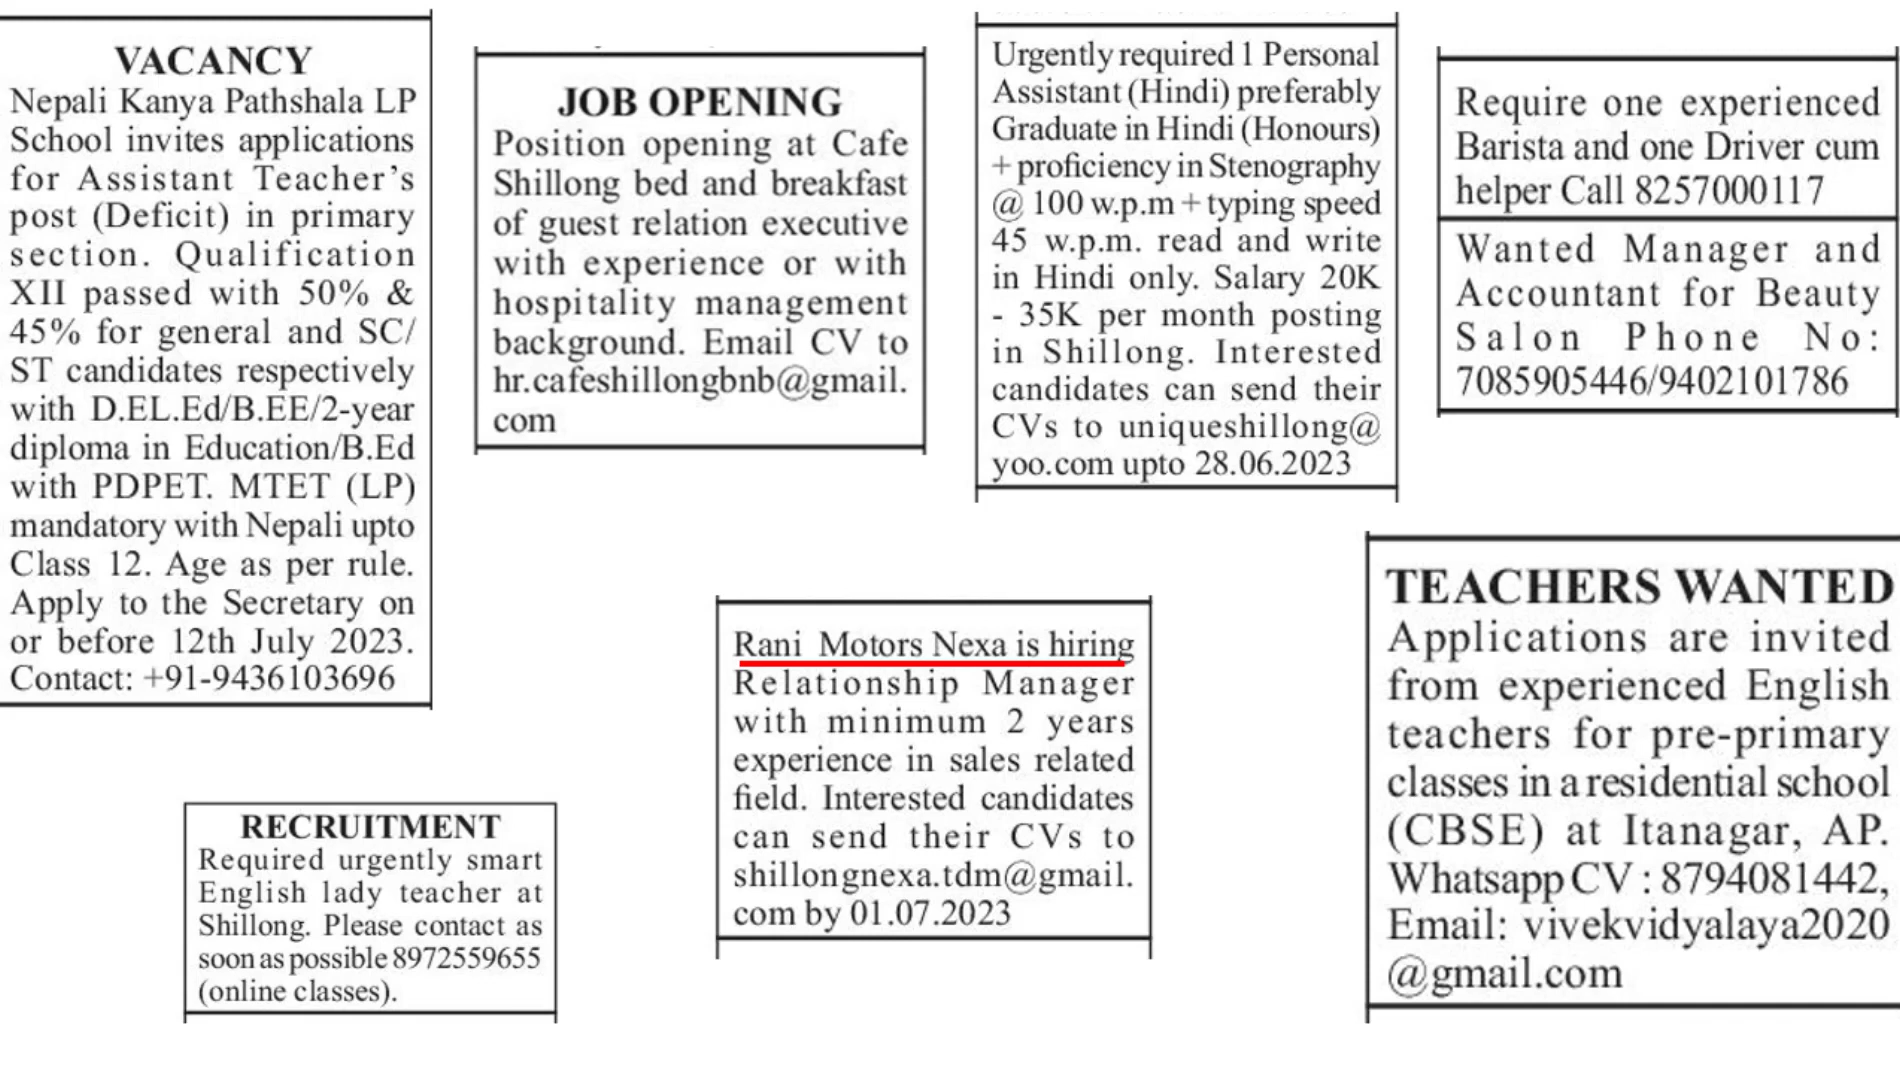 VACANCY
Nepali Kanya Pathshala LP
School invites applications
for Assistant Teacher's
post (Deficit) in primary
section. Qualification
XII passed with 50% &
45% for general and SC/
ST candidates respectively
with D.EL.Ed/B.EE/2-year
diploma in Education/B.Ed
with PDPET. MTET (LP)
mandatory with Nepali upto
Class 12. Age as per rule.
Apply to the Secretary on
or before 12th July 2023.
Contact: +91-9436103696
JOB OPENING
Position opening at Cafe
Shillong bed and breakfast
of guest relation executive
with experience or with
hospitality management
background. Email CV to
hr.cafeshillongbnb@gmail.
com
Urgently required 1 Personal
Assistant (Hindi) preferably
Graduate in Hindi (Honours)
+ proficiency in Stenography
@ 100 w.p.m + typing speed
45 w.p.m. read and write
in Hindi only. Salary 20K
- 35K per month posting
in Shillong. Interested
candidates can send their
CVs to uniqueshillong@
yoo.com upto 28.06.2023
Require one experienced
Barista and one Driver cum
helper Call 8257000117
Wanted Manager and
Accountant for Beauty
Salon Phone No:
7085905446/9402101786
RECRUITMENT
Required urgently smart
English lady teacher at
Shillong. Please contact as
soon as possible 8972559655
(online classes).
Rani Motors Nexa is hiring
Relationship Manager
with minimum 2 years
experience in sales related
field. Interested candidates
can send their CVs to
shillongnexa.tdm@gmail.
com by 01.07.2023
TEACHERS WANTED
Applications are invited
from experienced English
teachers for pre-primary
classes in a residential school
(CBSE) at Itanagar, AP.
Whatsapp CV : 8794081442,
Email: vivekvidyalaya2020
@gmail.com